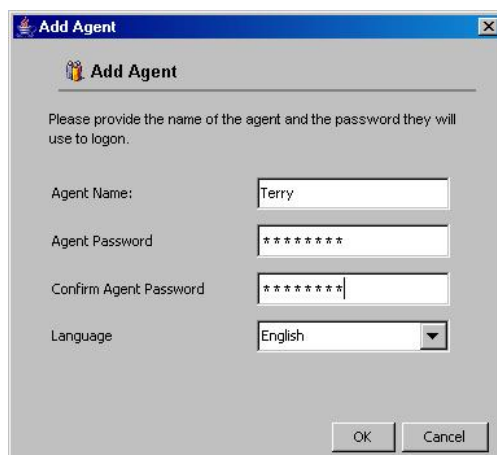 Add Agent
Add Agent
Please provide the name of the agent and the password they will
use to logon.
Agent Name:
Terry
Agent Password
********
Confirm Agent Password
********
Language
English
OK
Cancel